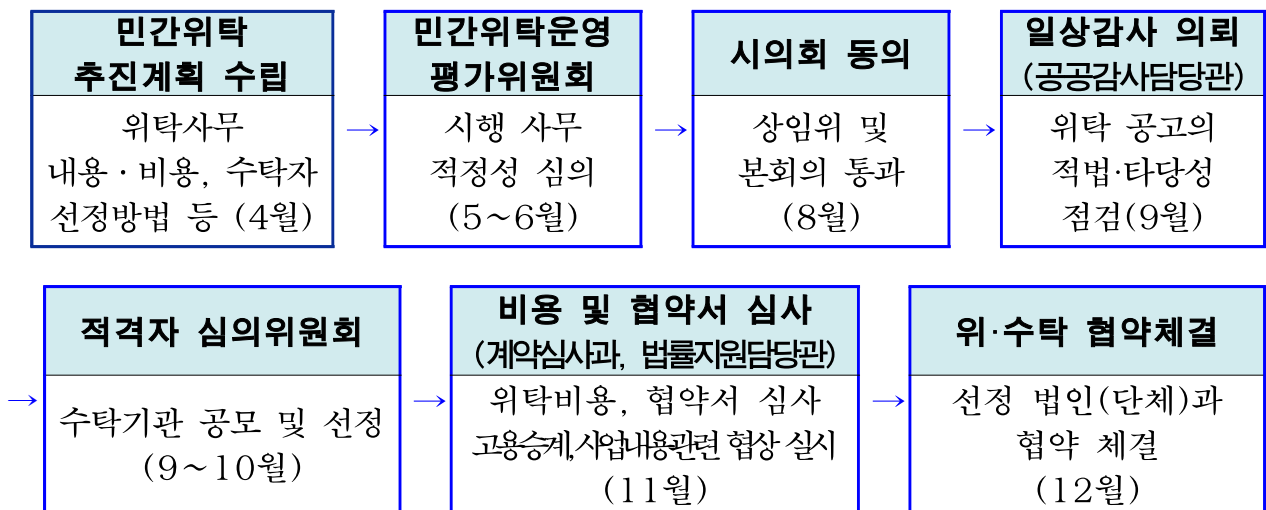 민간위탁
추진계획 수립
위탁사무
내용·비용, 수탁자
선정방법 등 (4월)
→
민간위탁운영
평가위원회
시행 사무
적정성 심의
(5～6월)
→
시의회 동의
상임위 및
본회의 통과
(8월)
→
일상감사 의뢰
(공공감사담당관)
위탁 공고의
적법·타당성
점검(9월)
→
적격자 심의위원회
수탁기관 공모 및 선정
(9～10월)
→
비용 및 협약서 심사
(계약심사과, 법률지원담당관)
위탁비용, 협약서 심사
고용승계,사업내용관련 협상 실시
(11월)
→
위·수탁 협약체결
선정 법인(단체)과
협약 체결
(12월)